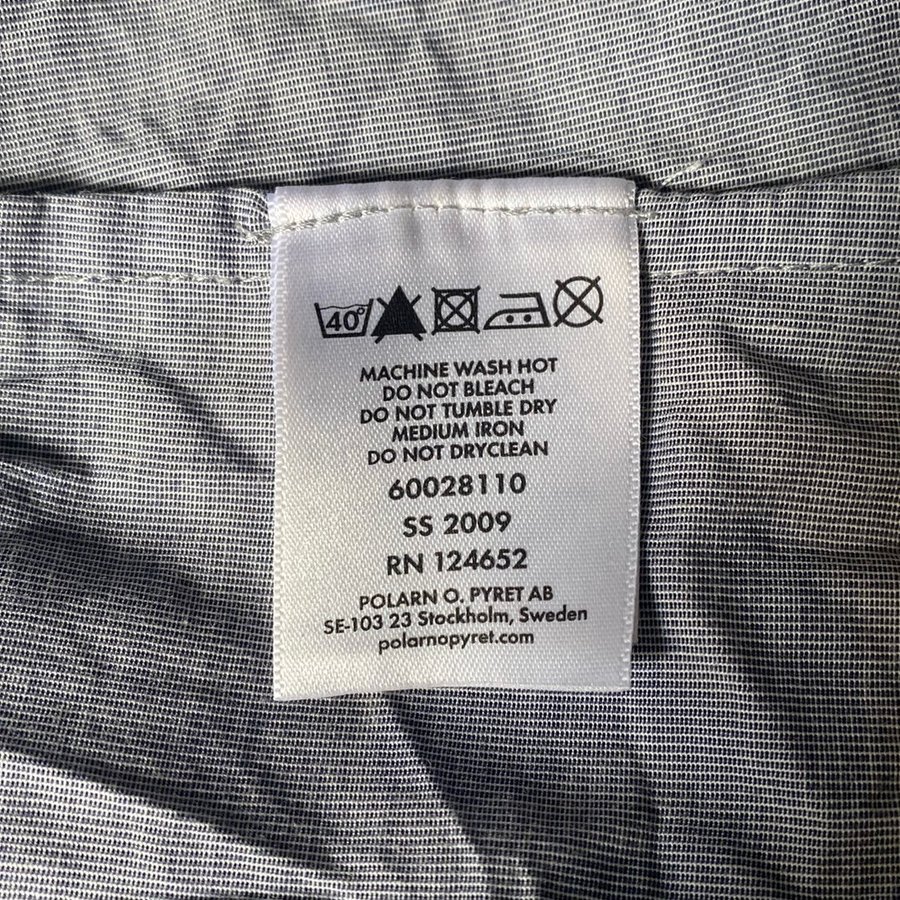 40°
MACHINE WASH HOT
DO NOT BLEACH
DO NOT TUMBLE DRY
MEDIUM IRON
DO NOT DRYCLEAN
60028110
SS 2009
RN 124652
POLARN O. PYRET AB
SE-103 23 Stockholm, Sweden
polarnopyret.com